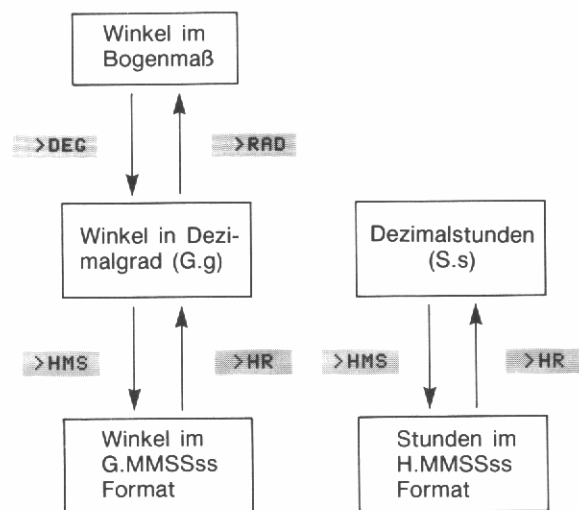 Winkel im
Bogenmaß
>DEG
>RAD
Winkel in Dezi-
malgrad (G.g)
Dezimalstunden
(S.s)
>HMS
>HR
>HMS
>HR
Winkel im
G.MMSSss
Format
Stunden im
H.MMSSss
Format